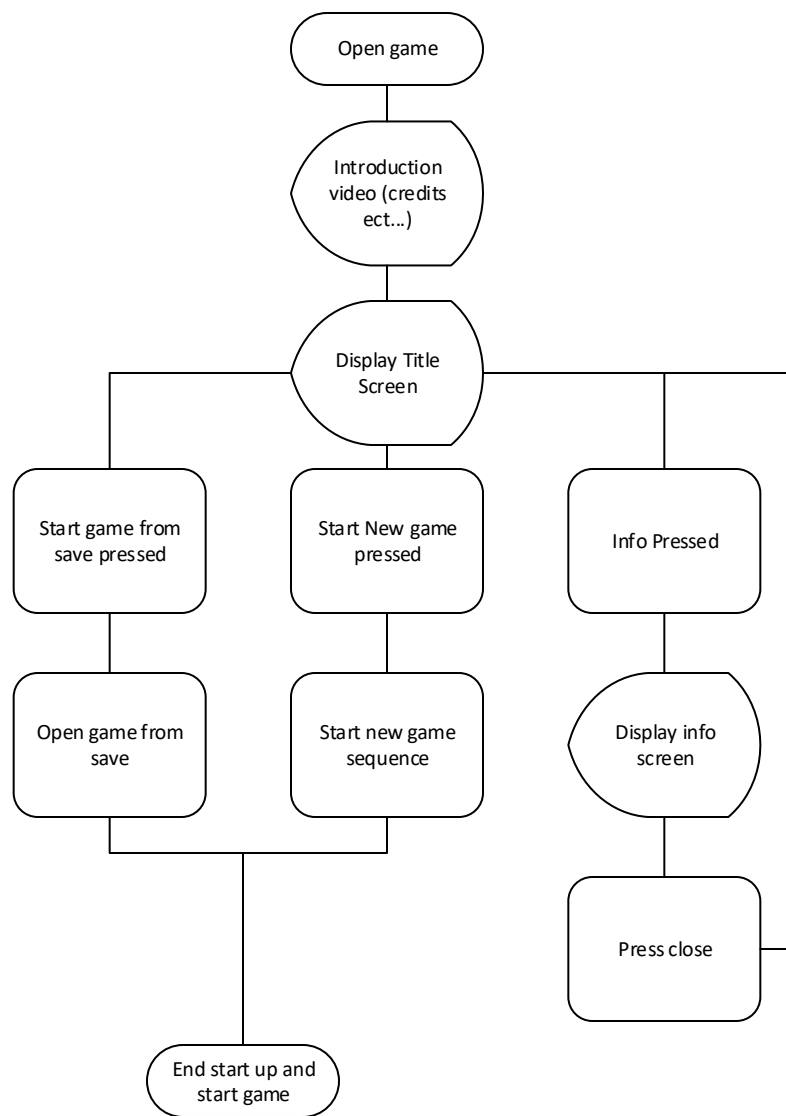 Open game
Introduction
video (credits
ect...)
Display Title
Screen
Start game from
save pressed
Start New game
pressed
Info Pressed
Open game from
save
Start new game
sequence
Display info
screen
Press close
End start up and
start game